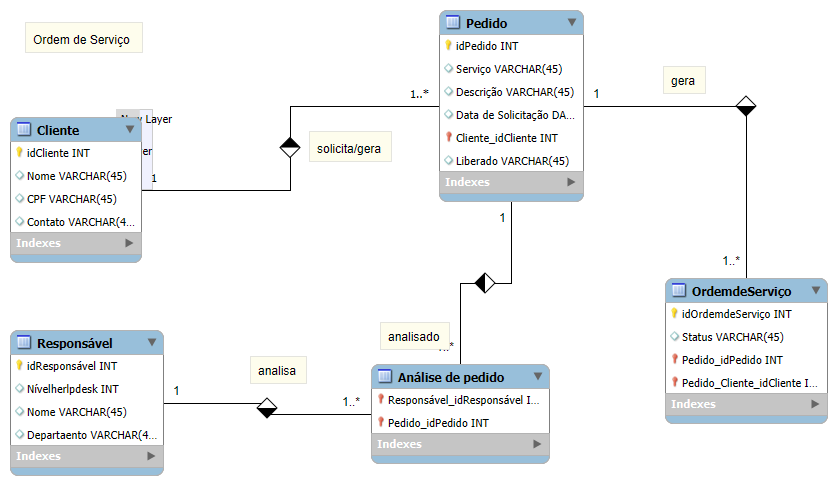 Ordem de Serviço
Pedido
idPedido INT
Serviço VARCHAR(45)
Descrição VARCHAR(45)
Data de Solicitação DA...
Cliente_idCliente INT
Liberado VARCHAR(45)
Indexes
1..*
1
gera
Layer
Cliente
idCliente INT
Nome VARCHAR(45)
CPF VARCHAR(45)
Contato VARCHAR(4...
Indexes
1
solicita/gera
1
1..*
OrdemdeServiço
idOrdemdeServiço INT
Status VARCHAR(45)
Pedido_idPedido INT
Pedido_Cliente_idCliente I...
Indexes
analisado
Responsável
idResponsável INT
Nívelherlpdesk INT
Nome VARCHAR(45)
Departaento VARCHAR(4...
Indexes
1
analisa
1..*
Análise de pedido
Responsável_idResponsável I...
Pedido_idPedido INT
Indexes